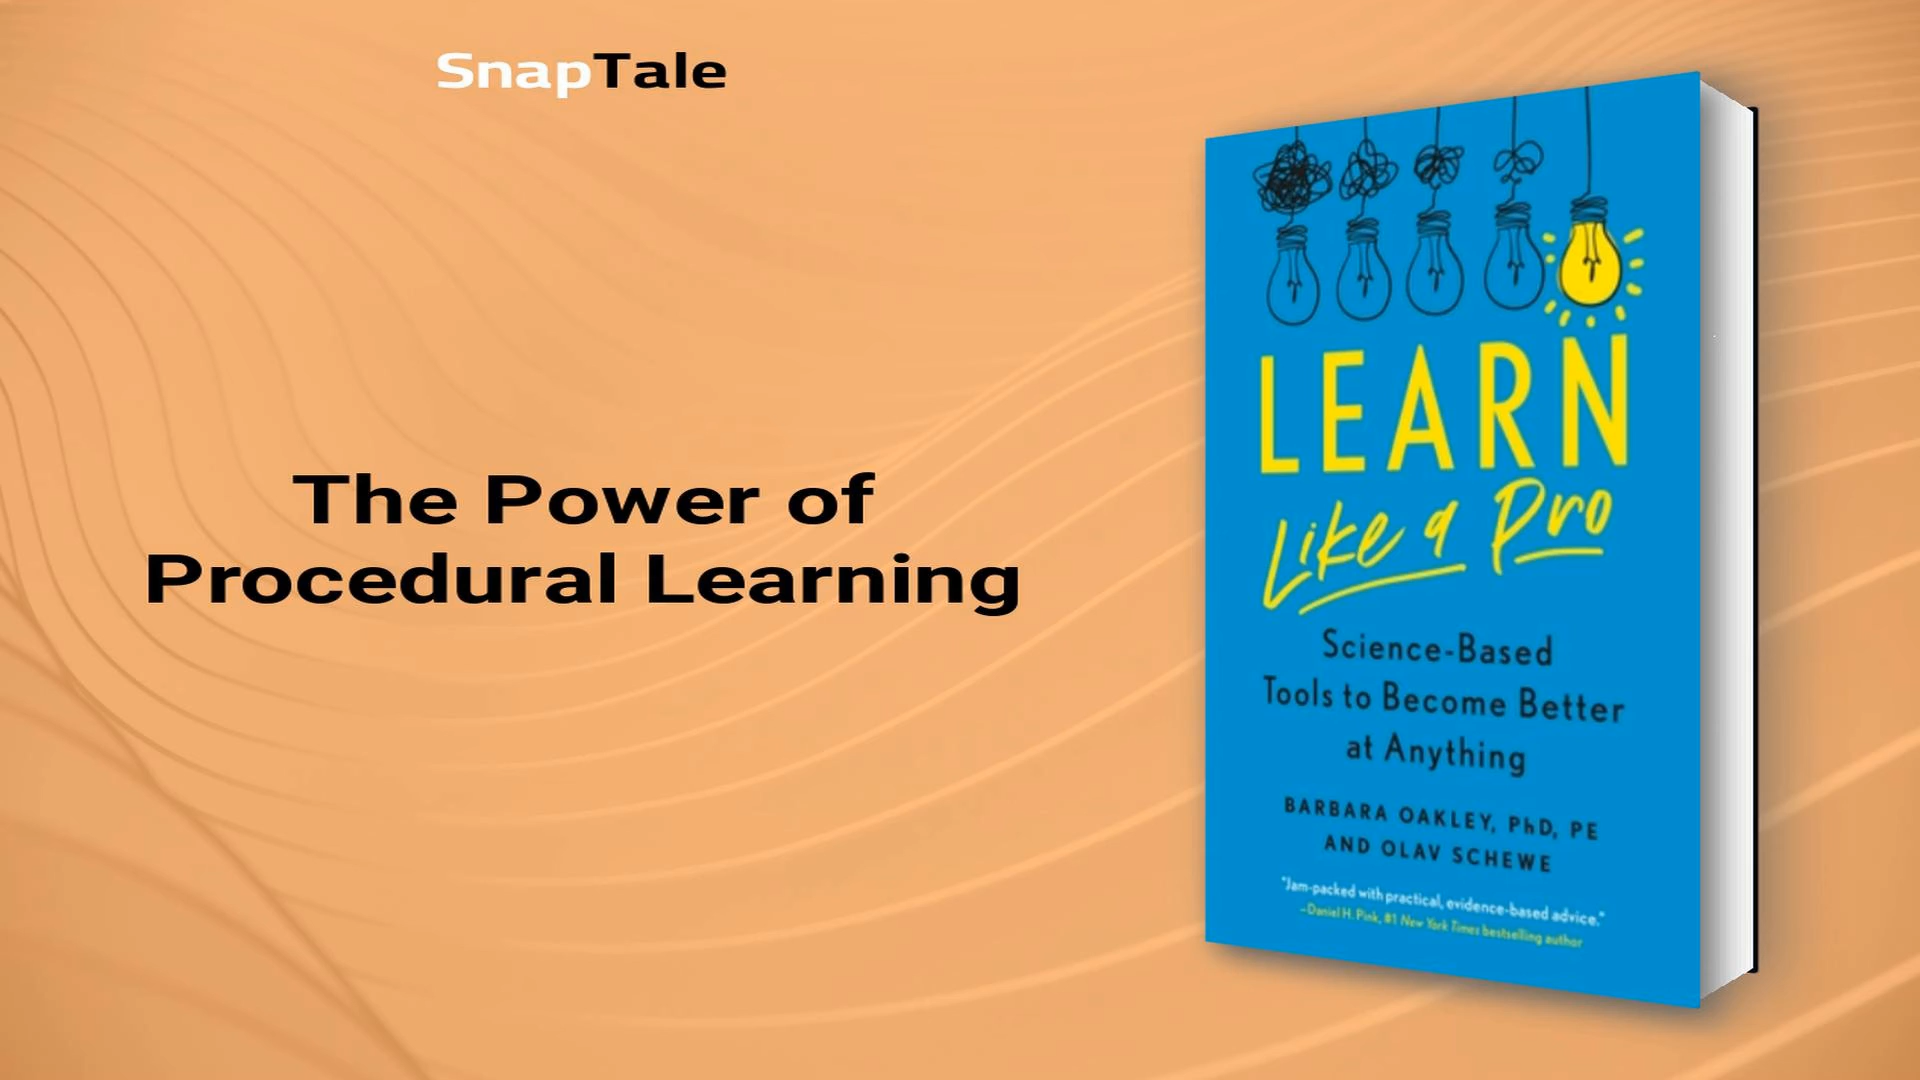 SnapTale
The Power of
Procedural Learning
LEARN
Like a Pro
Science-Based
Tools to Become Better
at Anything
BARBARA OAKLEY, PhD, PE
AND OLAV SCHEWE
"Jam-packed with practical, evidence-based advice."
–Daniel H. Pink, #1 New York Times bestselling author